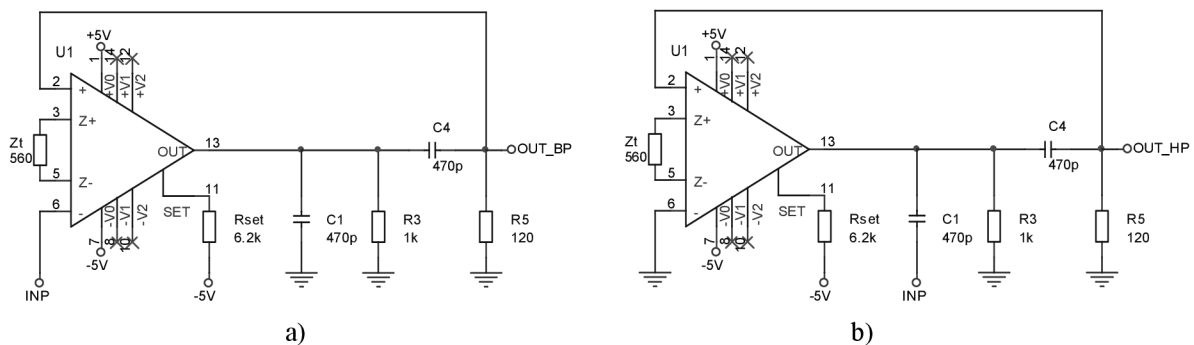 U1
+5V
1
14
12
+V0
+V1
+V2
2
+
3
Z+
Zt
560
5
Z-
6
-
OUT
13
C4
470p
OUT_BP
11
SET
-V0
-V1
-V2
7
8
10
-5V
Rset
6.2k
C1
470p
R3
1k
R5
120
INP
-5V
a)
U1
+5V
1
14
12
+V0
+V1
+V2
2
+
3
Z+
Zt
560
5
Z-
6
-
OUT
13
C4
470p
OUT_HP
11
SET
-V0
-V1
-V2
7
8
10
-5V
Rset
6.2k
C1
470p
R3
1k
R5
120
-5V
INP
b)